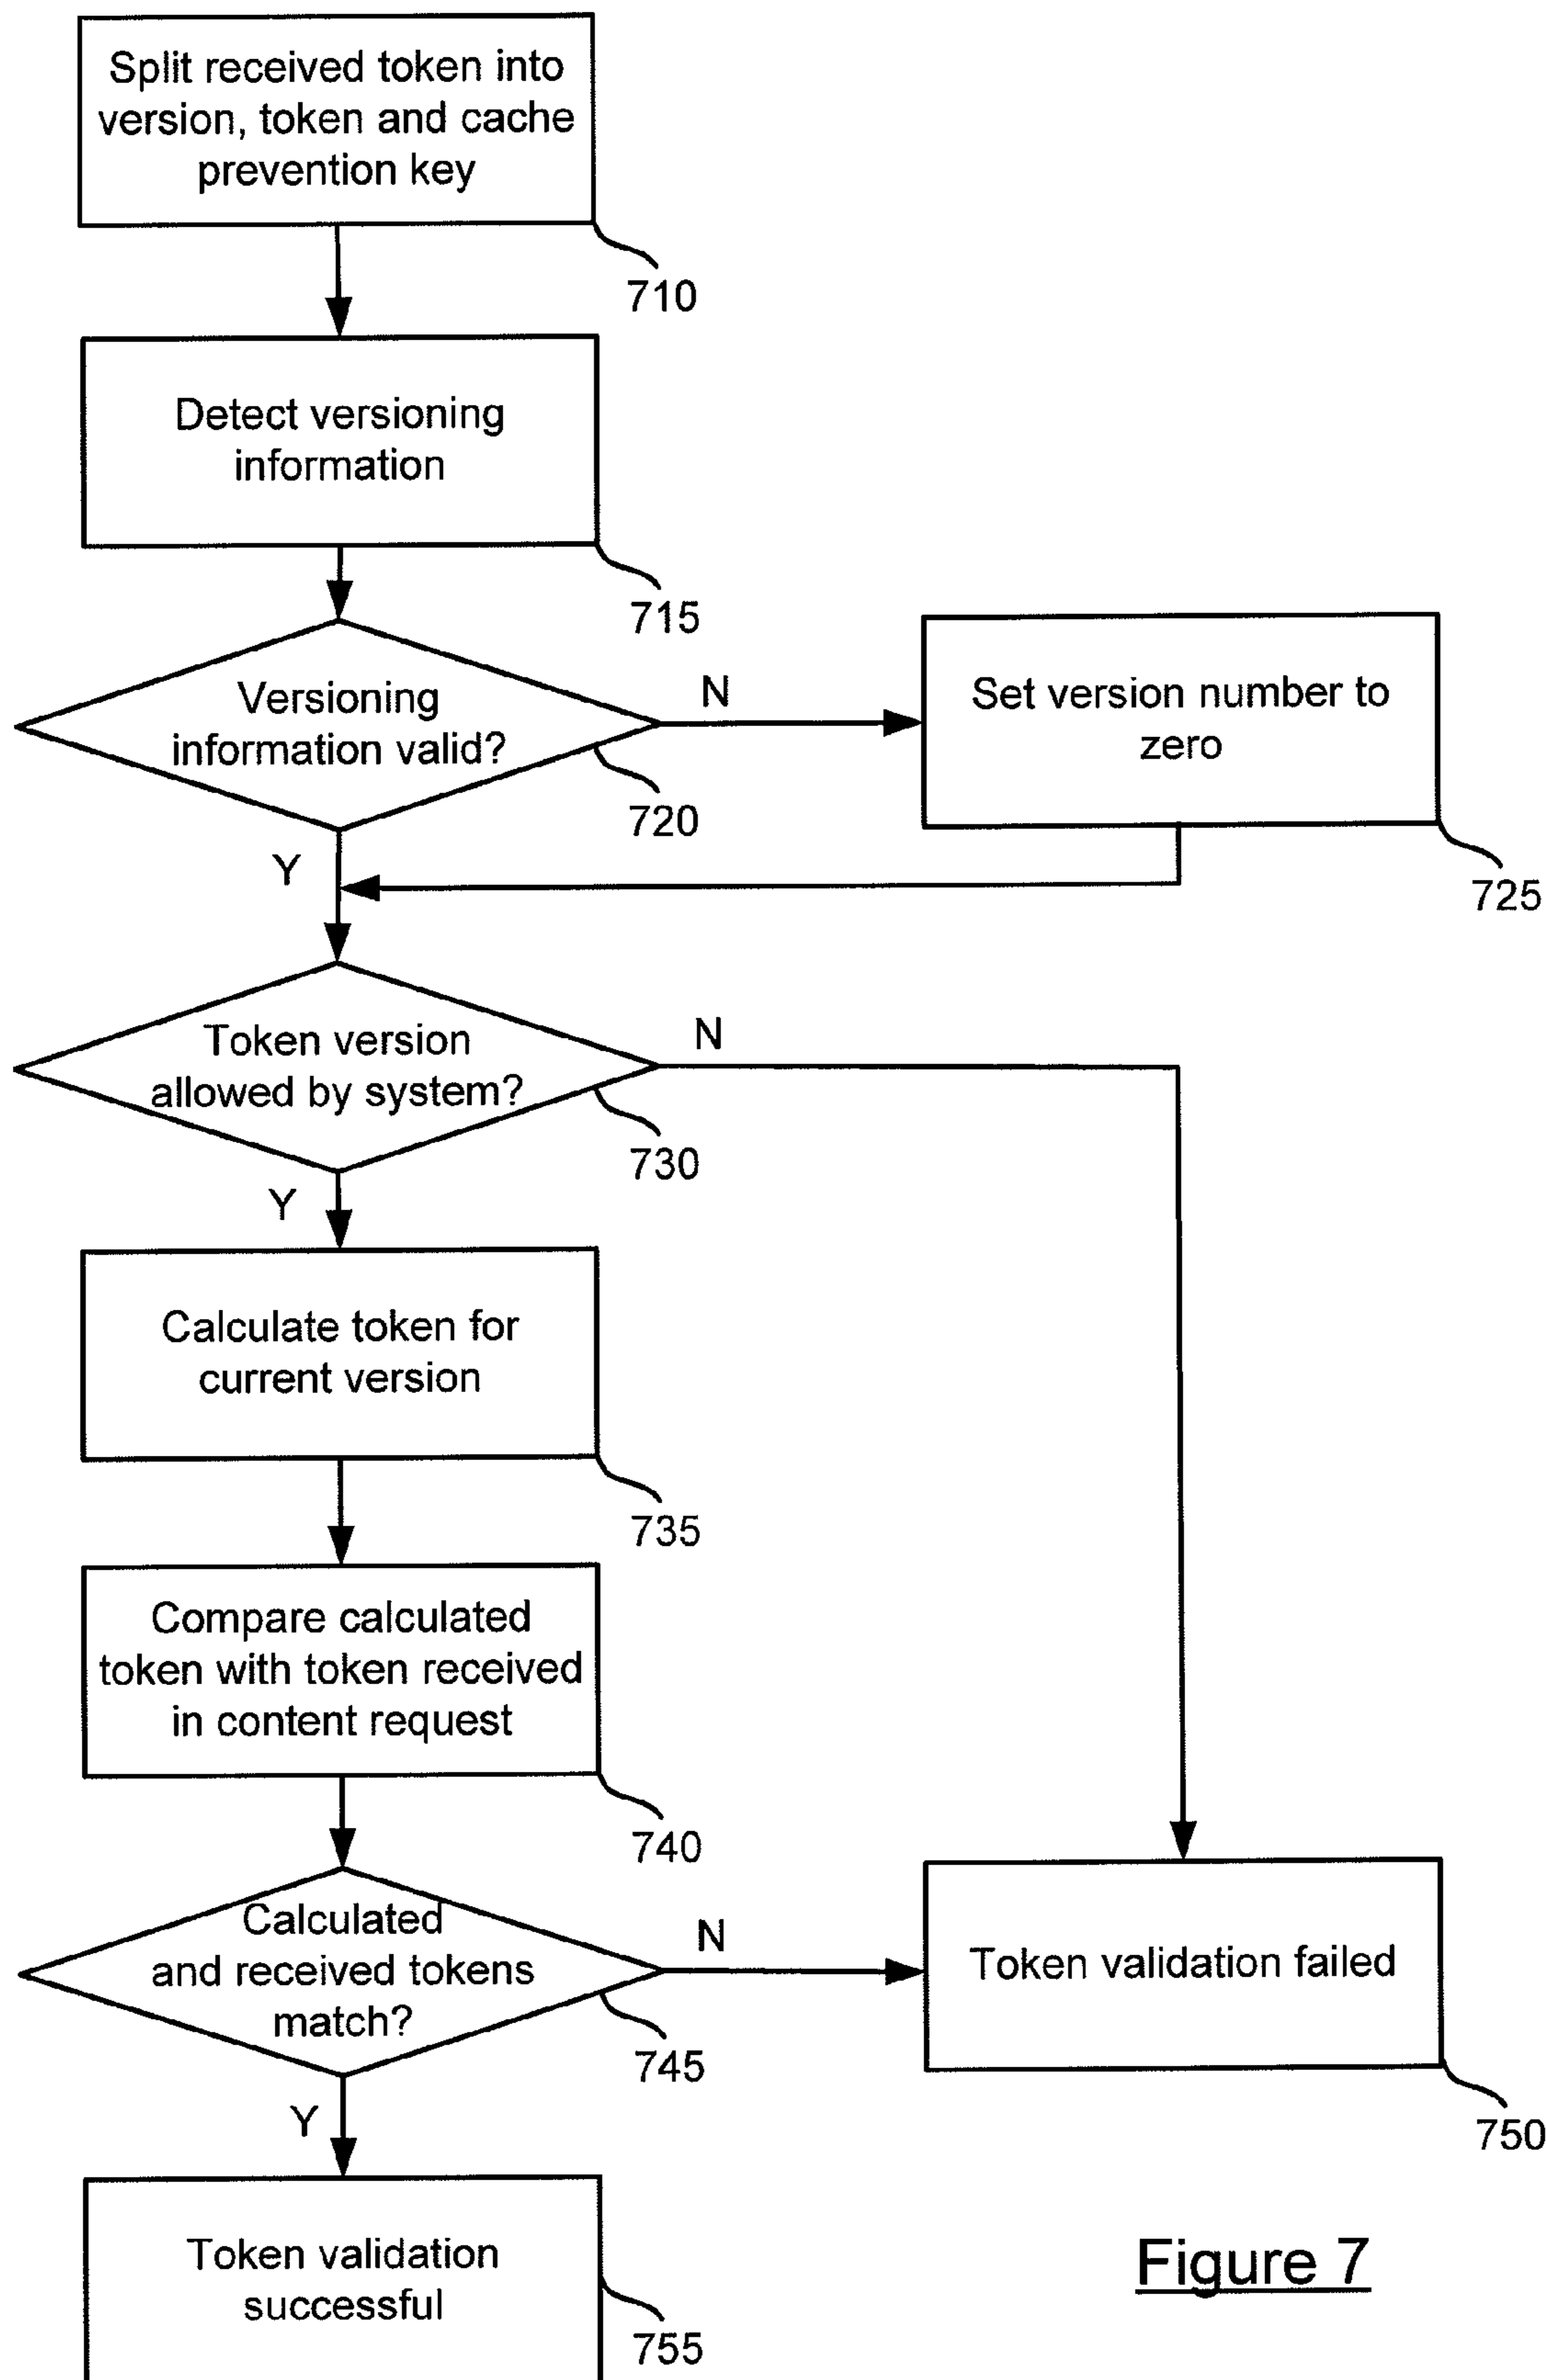 Split received token into
version, token and cache
prevention key
710
Detect versioning
information
715
Versioning
information valid?
720
N
Set version number to
zero
725
Y
Token version
allowed by system?
730
N
Y
Calculate token for
current version
735
Compare calculated
token with token received
in content request
740
Calculated
and received tokens
match?
745
N
Token validation failed
750
Y
Token validation
successful
755
Figure 7